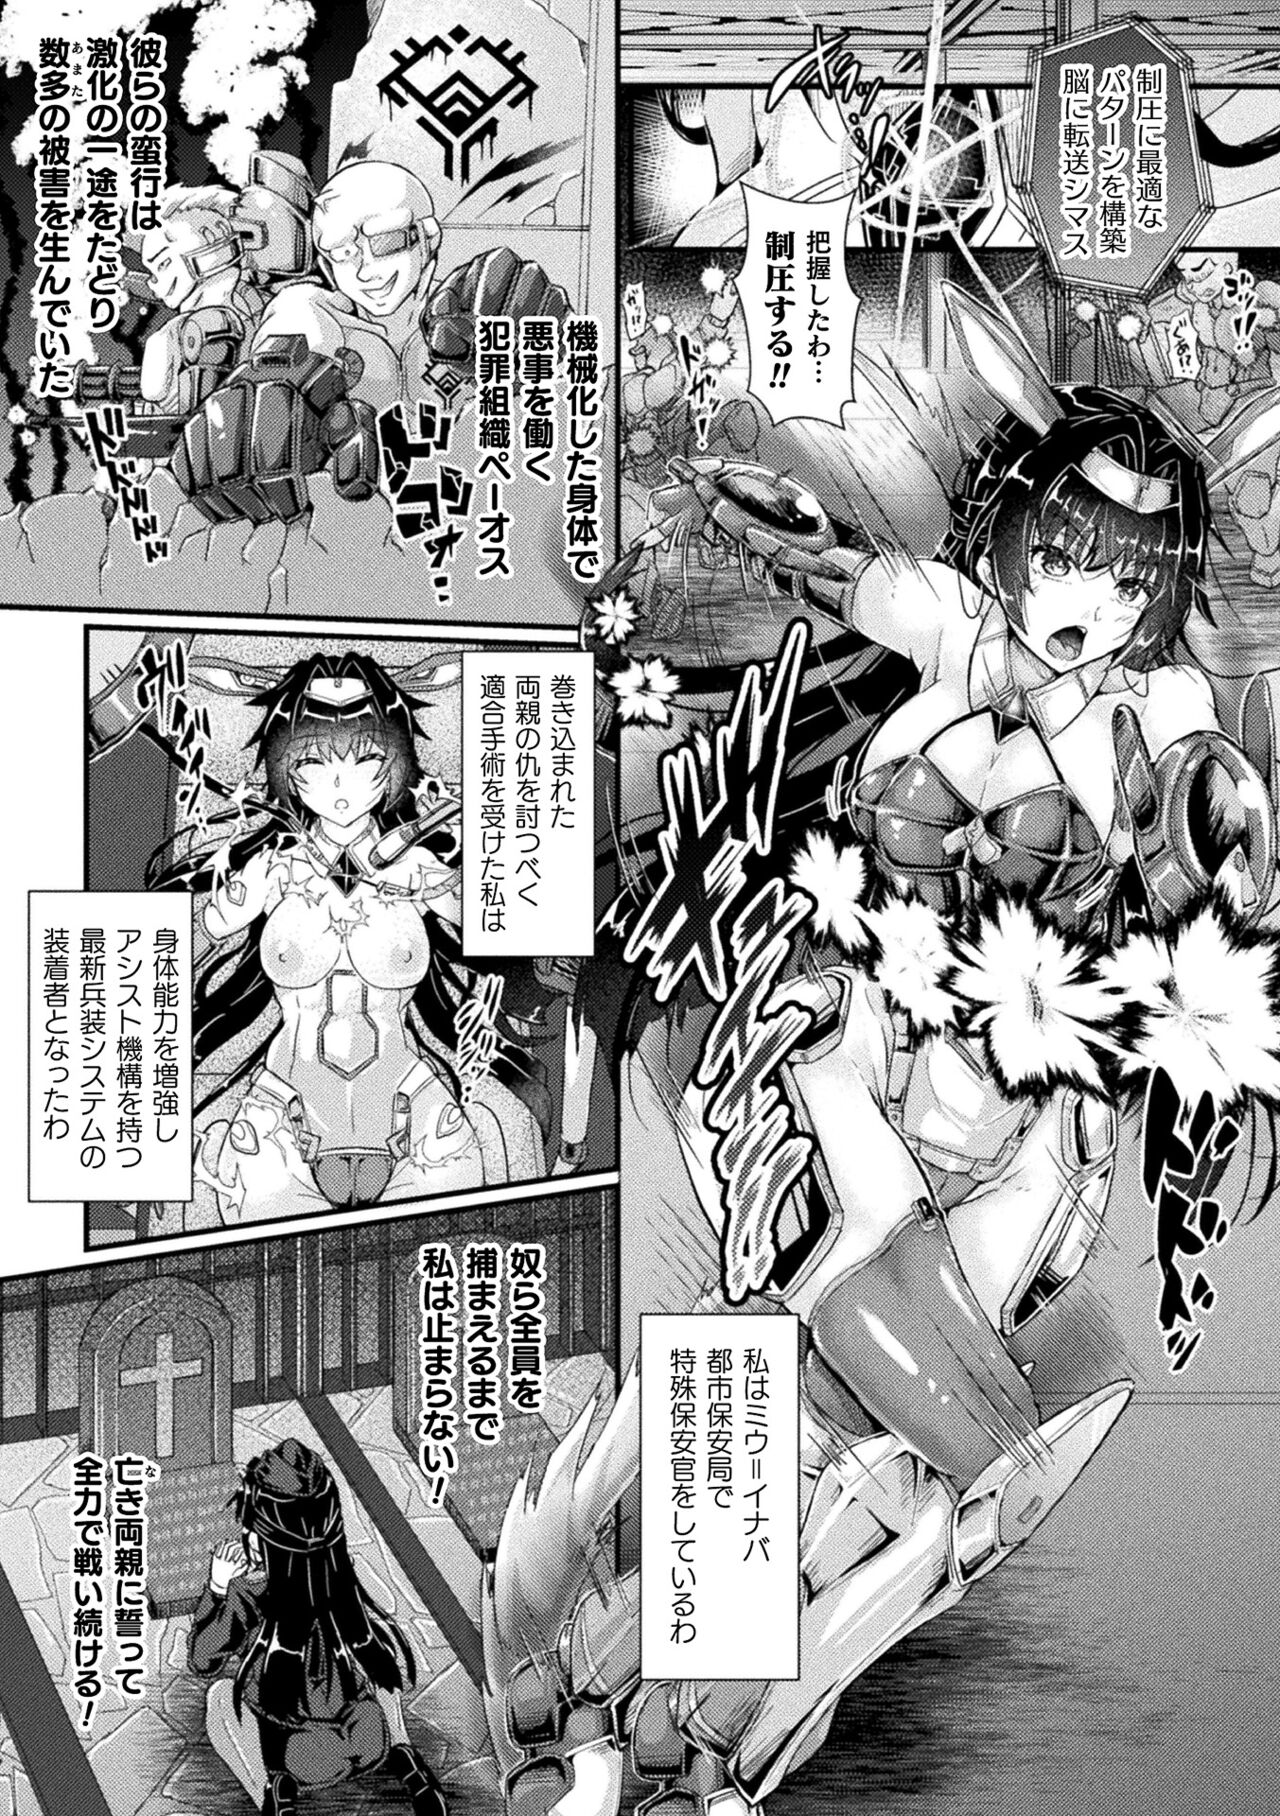 制圧に最適な
パターンを構築
脳に転送シマス
把握したわ…
制圧する!!
私はミウ=イナバ
都市保安局で
特殊保安官をしているわ
機械化した身体で
悪事を働く
犯罪組織ペーオス
彼らの蛮行は
激化の一途をたどり
数多の被害を生んでいた
あまた
巻き込まれた
両親の仇を討つべく
適合手術を受けた私は
身体能力を増強し
アシスト機構を持つ
最新兵装システムの
装着者となったわ
奴ら全員を
捕まえるまで
私は止まらない!
亡き両親に誓って
な
全力で戦い続ける!